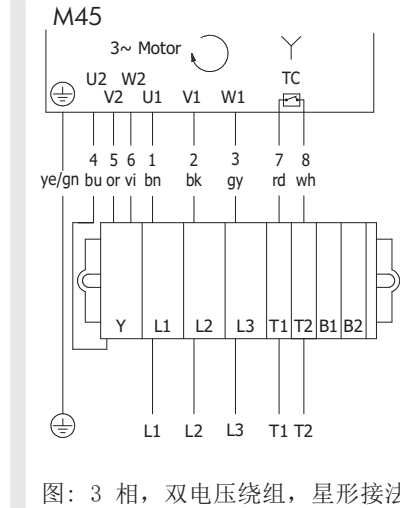 M45
3~ Motor
TC
U2 W2
V2 U1 V1 W1
4 5 6 1 2 3 7 8
ye/gn bu or vi bn bk gy rd wh
Y L1 L2 L3 T1 T2 B1 B2
L1 L2 L3 T1 T2
图: 3 相, 双电压绕组, 星形接法